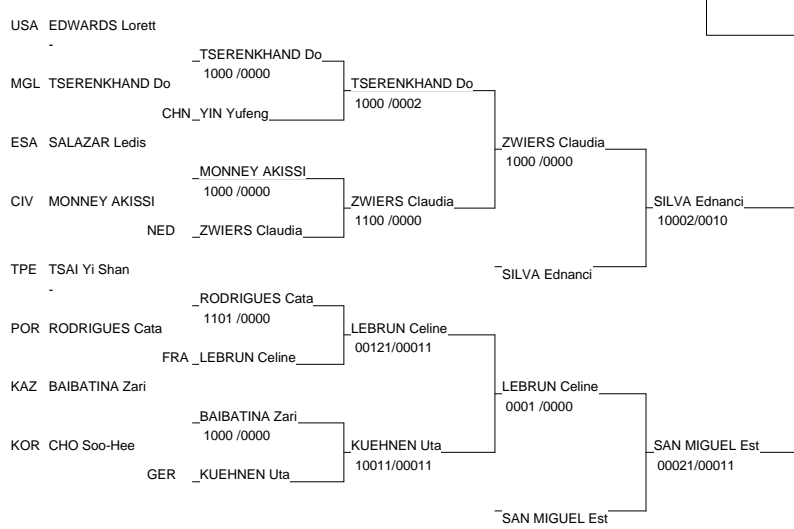 USA EDWARDS Lorett
-
_TSERENKHAND Do
1000 /0000
MGL TSERENKHAND Do
TSERENKHAND Do
1000 /0002
CHN_YIN Yufeng
ESA SALAZAR Ledis
ZWIERS Claudia
1000 /0000
_MONNEY AKISSI
1000 /0000
CIV MONNEY AKISSI
ZWIERS Claudia
1100 /0000
_SILVA Ednanci
10002/0010
NED _ZWIERS Claudia
TPE TSAI Yi Shan
-
SILVA Ednanci
_RODRIGUES Cata
1101 /0000
POR RODRIGUES Cata
LEBRUN Celine
00121/00011
FRA _LEBRUN Celine
KAZ BAIBATINA Zari
LEBRUN Celine
0001 /0000
_BAIBATINA Zari
1000 /0000
KOR CHO Soo-Hee
KUEHNEN Uta
10011/00011
SAN MIGUEL Est
00021/00011
GER _KUEHNEN Uta
SAN MIGUEL Est